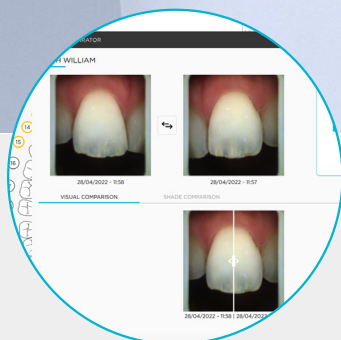 WILLIAM
28/04/2022 - 11:58
28/04/2022 - 11:57
VISUAL COMPARISON
SHADE COMPARISON
28/04/2022 - 11:58 | 28/04/2022
14
15
16